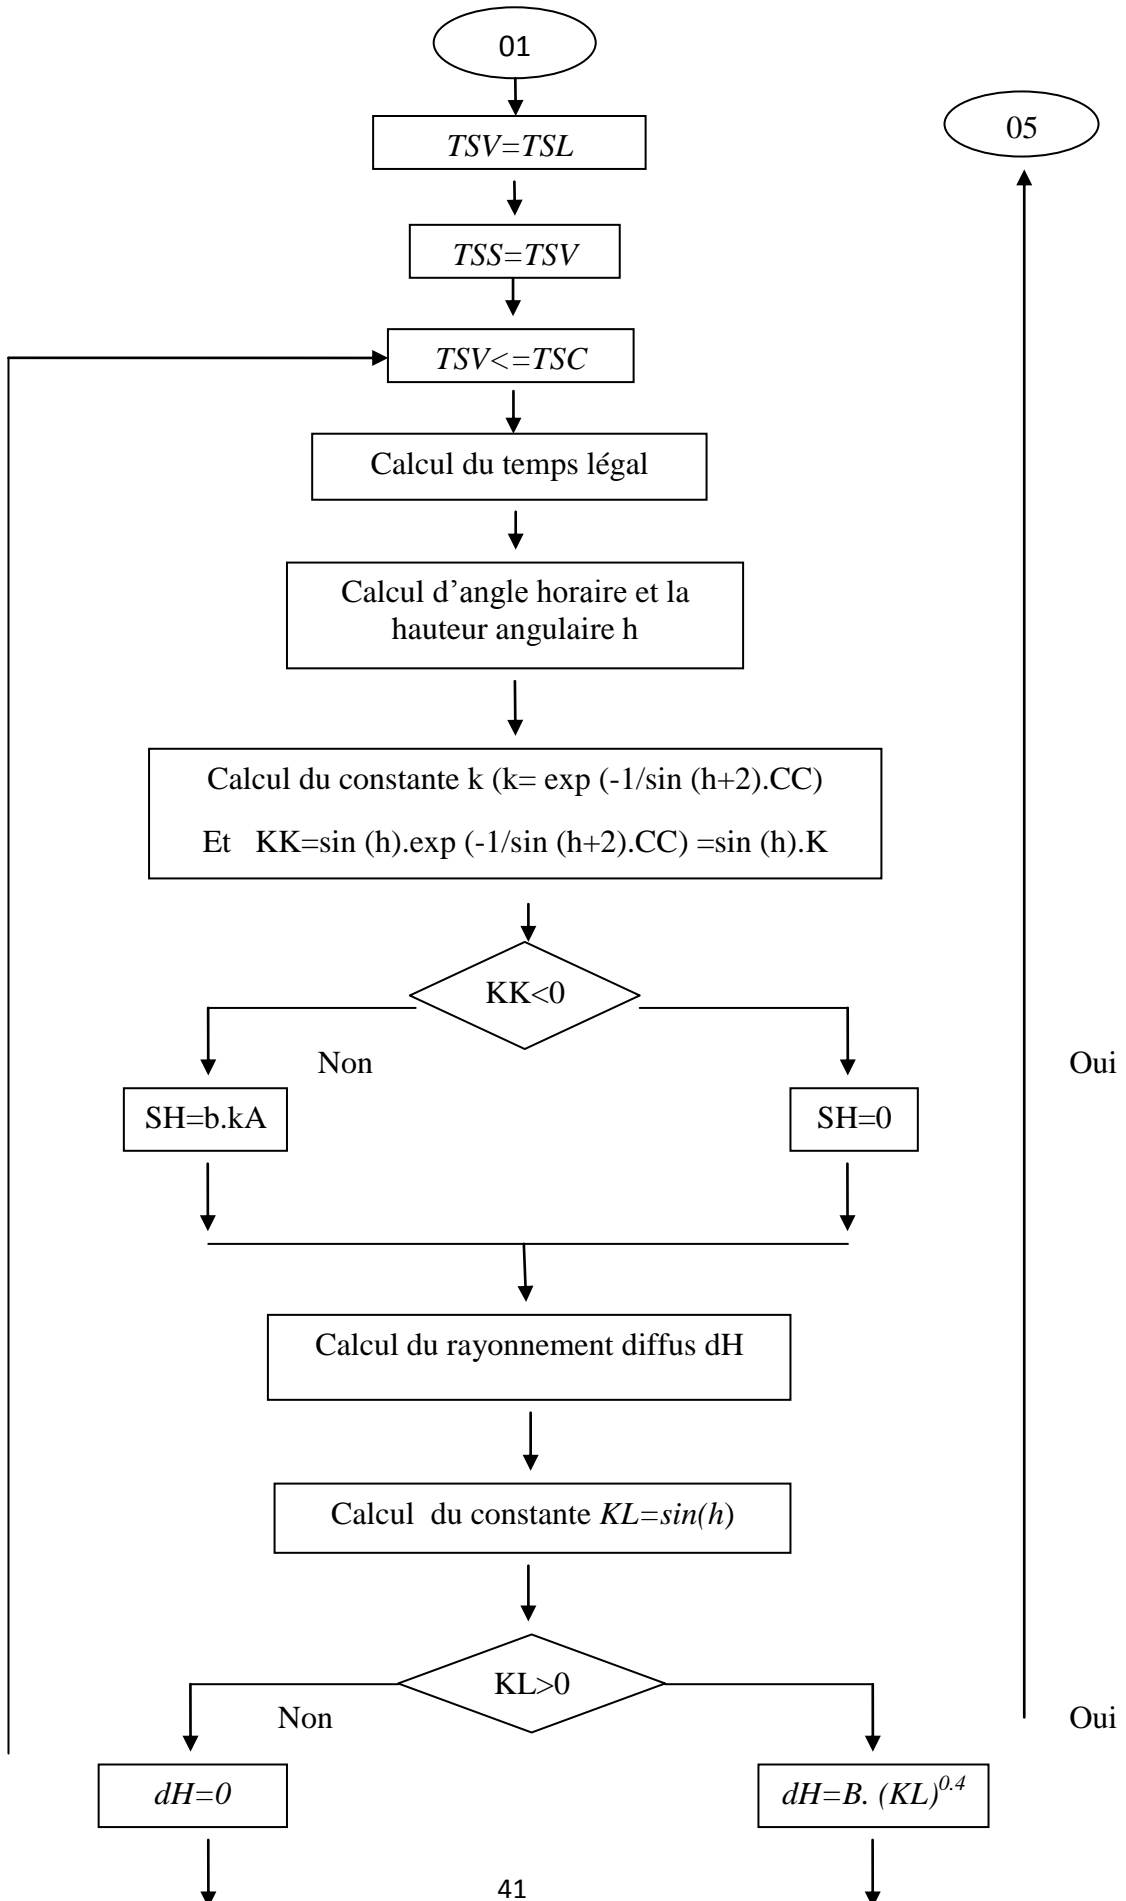 01
05
TSV=TSL
TSS=TSV
TSV<=TSC
Calcul du temps légal
Calcul d’angle horaire et la
hauteur angulaire h
Calcul du constante k (k= exp (-1/sin (h+2).CC)
Et KK=sin (h).exp (-1/sin (h+2).CC) =sin (h).K
KK<0
Non
Oui
SH=b.kA
SH=0
Calcul du rayonnement diffus dH
Calcul du constante KL=sin(h)
KL>0
Non
Oui
dH=0
dH=B. (KL)^0.4
41